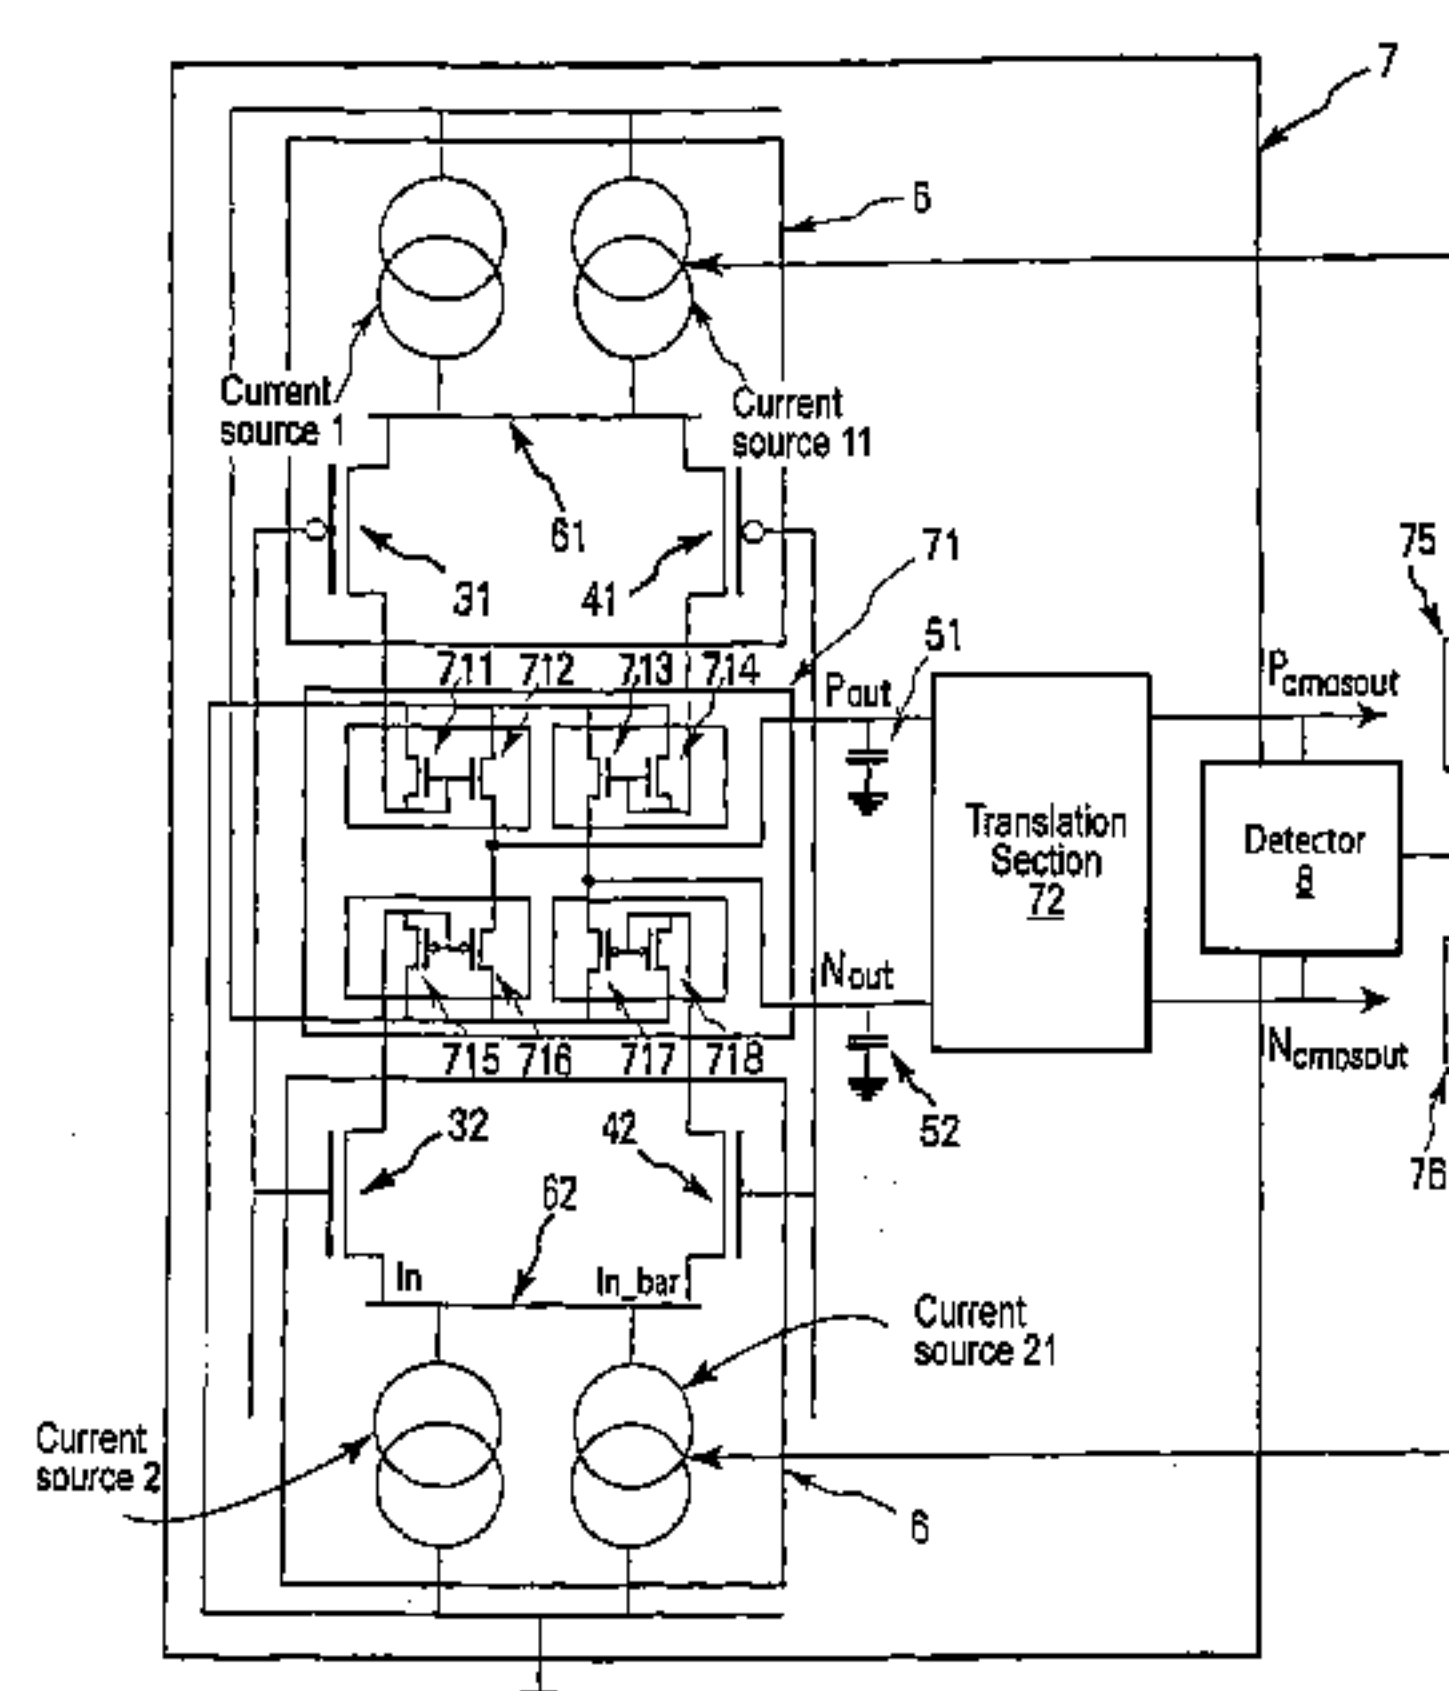 7
6
Current
source 1
Current
source 11
61
31
41
71
75
51
711
712
713
714
Pout
Pcmosout
Translation
Section
72
Detector
8
Nout
Ncmosout
715
716
717
718
52
32
42
62
76
In
In_bar
Current
source 21
Current
source 2
6